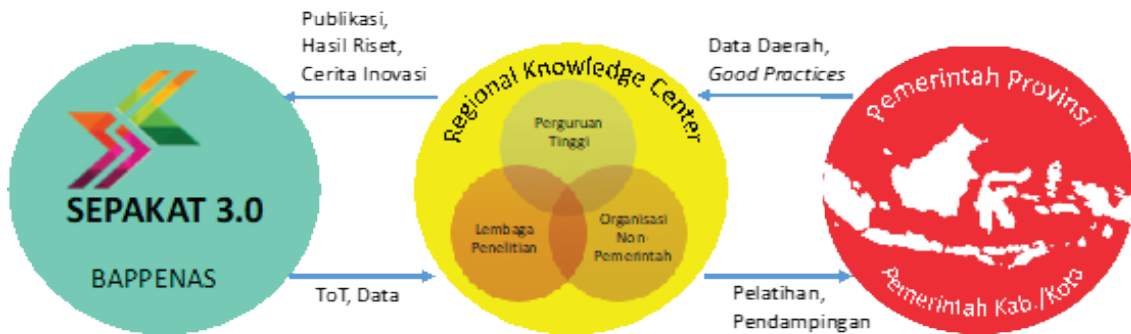 Publikasi,
Hasil Riset,
Cerita Inovasi
SEPAKAT 3.0
BAPPENAS
ToT, Data
Regional Knowledge Center
Perguruan
Tinggi
Lembaga
Penelitian
Organisasi
Non-
Pemerintah
Data Daerah,
Good Practices
Pelatihan,
Pendampingan
Pemerintah Provinsi
Pemerintah Kab./Kota